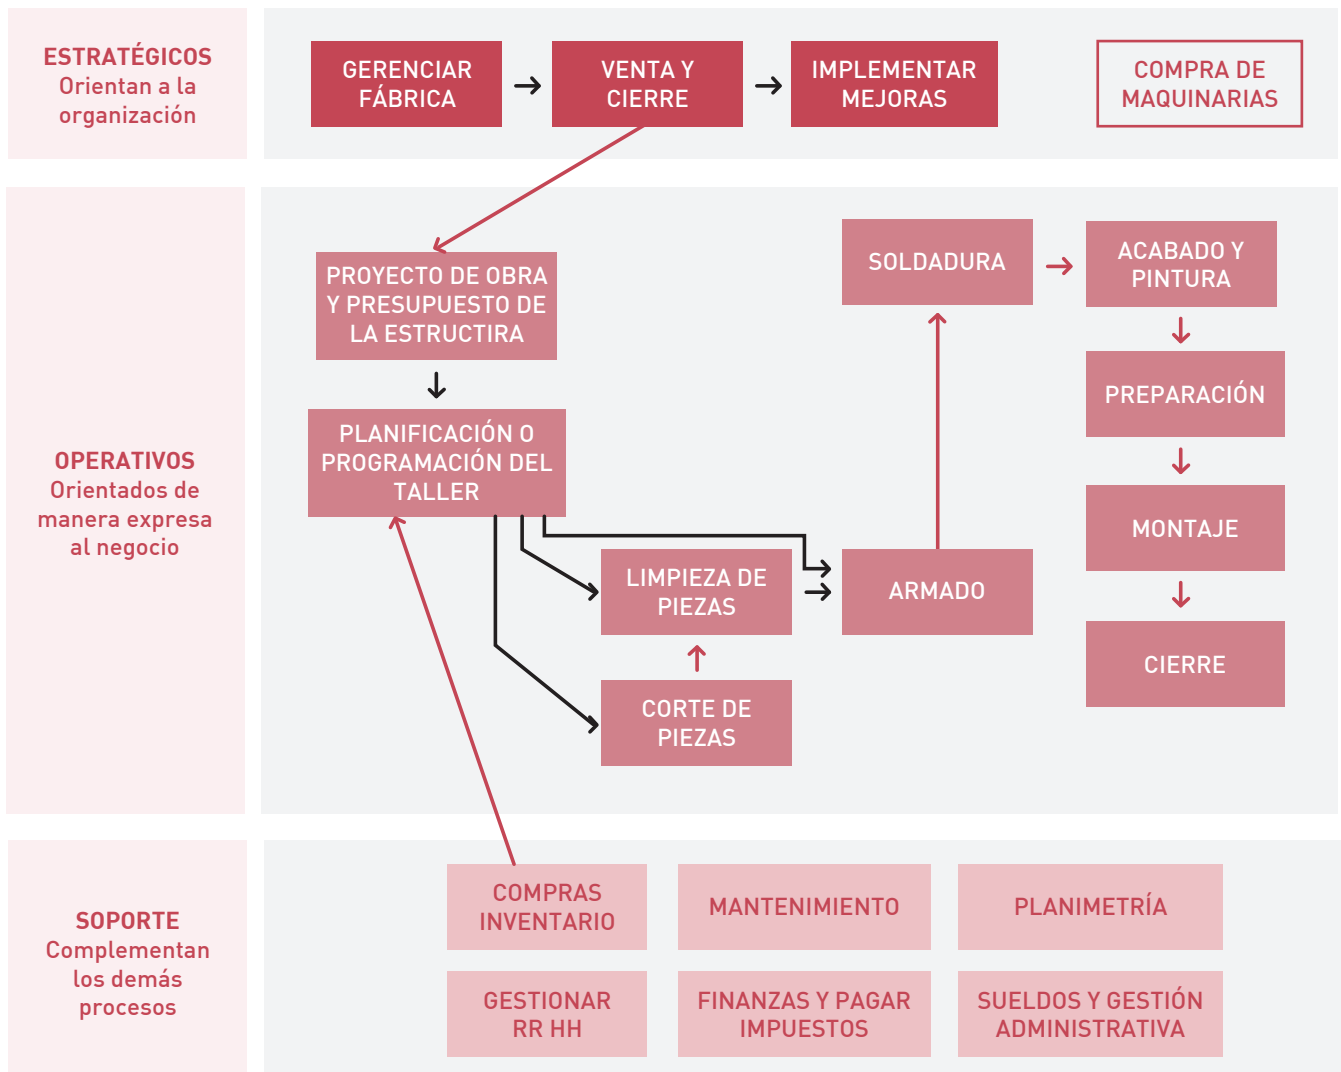 ESTRATÉGICOS
Orientan a la
organización
GERENCIAR
FÁBRICA
VENTA Y
CIERRE
IMPLEMENTAR
MEJORAS
COMPRA DE
MAQUINARIAS
OPERATIVOS
Orientados de
manera expresa
al negocio
PROYECTO DE OBRA
Y PRESUPUESTO DE
LA ESTRUCTIRA
PLANIFICACIÓN O
PROGRAMACIÓN DEL
TALLER
LIMPIEZA DE
PIEZAS
CORTE DE
PIEZAS
ARMADO
SOLDADURA
ACABADO Y
PINTURA
PREPARACIÓN
MONTAJE
CIERRE
SOPORTE
Complementan
los demás
procesos
COMPRAS
INVENTARIO
MANTENIMIENTO
PLANIMETRÍA
GESTIONAR
RR HH
FINANZAS Y PAGAR
IMPUESTOS
SUELDOS Y GESTIÓN
ADMINISTRATIVA